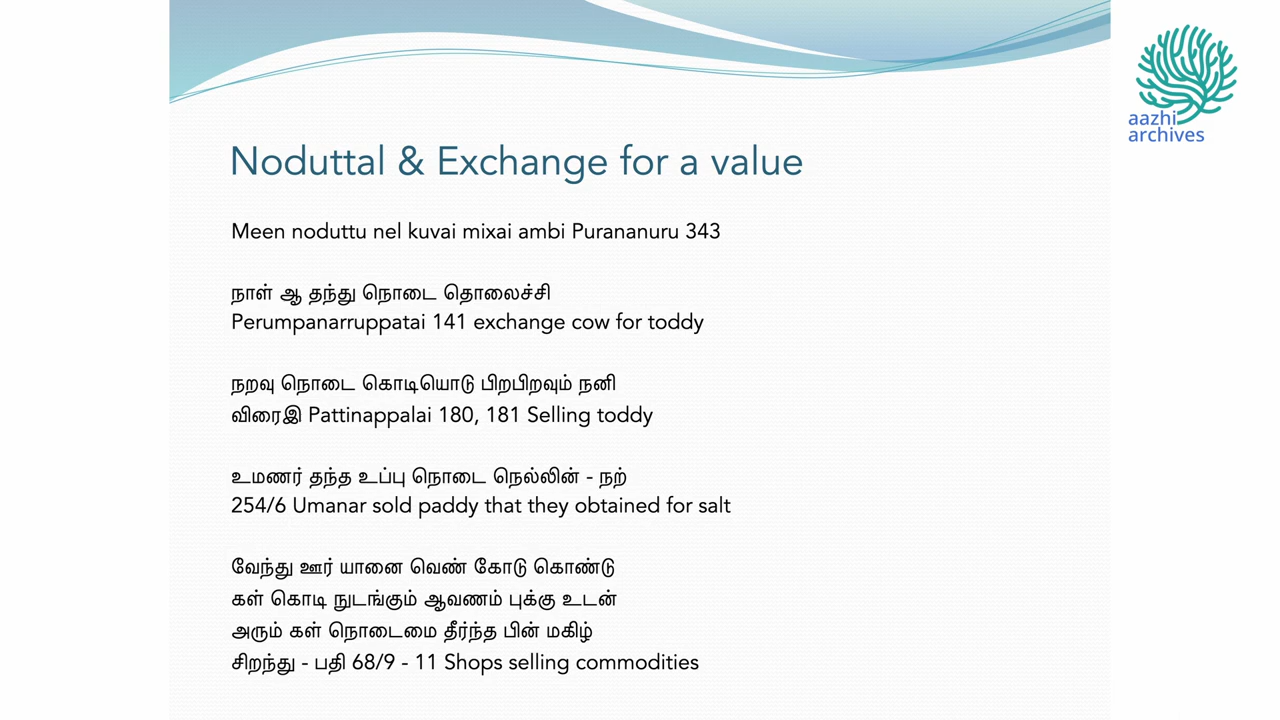 aazhi
archives
Noduttal & Exchange for a value
Meen noduttu nel kuvai mixai ambi Purananuru 343
நாள் ஆ தந்து நொடை தொலைச்சி
Perumpanarruppatai 141 exchange cow for toddy
நறவு நொடை கொடியொடு பிறபிறவும் நனி
விரைஇ Pattinappalai 180, 181 Selling toddy
உமணர் தந்த உப்பு நொடை நெல்லின் - நற்
254/6 Umanar sold paddy that they obtained for salt
வேந்து ஊர் யானை வெண் கோடு கொண்டு
கள் கொடி நுடங்கும் ஆவணம் புக்கு உடன்
அரும் கள் நொடைமை தீர்ந்த பின் மகிழ்
சிறந்து - பதி 68/9 - 11 Shops selling commodities